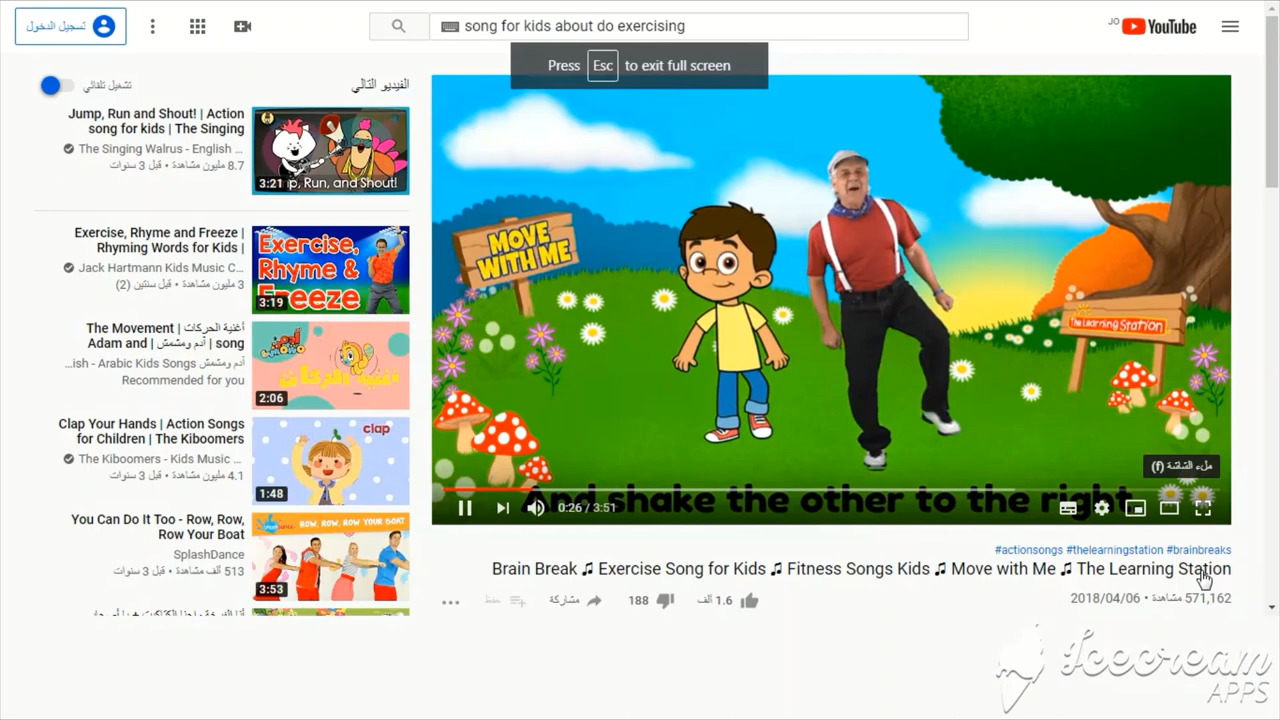 تسجيل الدخول
song for kids about do exercising
JO
YouTube
Press Esc to exit full screen
الفيديو التالي
تشغيل تلقائي
Jump, Run and Shout! | Action
song for kids | The Singing
The Singing Walrus - English ...
8.7 مليون مشاهدة • قبل 3 سنوات
p, Run, and Shout!
3:21
Exercise, Rhyme and Freeze |
Rhyming Words for Kids |
Jack Hartmann Kids Music C...
3 مليون مشاهدة • قبل سنتين (2)
Exercise,
Rhyme &
Freeze
3:19
The Movement | أغنية الحركات
Adam and | آدم ومشمش | song
ish - Arabic Kids Songs آدم ومشمش...
Recommended for you
أغنية الحركات
2:06
Clap Your Hands | Action Songs
for Children | The Kiboomers
The Kiboomers - Kids Music ...
4.1 مليون مشاهدة • قبل 3 سنوات
clap
1:48
You Can Do It Too - Row, Row,
Row Your Boat
SplashDance
513 ألف مشاهدة • قبل 3 سنوات
ROW, ROW, ROW YOUR BOAT
3:53
MOVE
WITH ME
The Learning Station
ملء الشاشة (f)
And shake the other to the right
0:26 / 3:51
#actionsongs #thelearningstation #brainbreaks
Brain Break ♫ Exercise Song for Kids ♫ Fitness Songs Kids ♫ Move with Me ♫ The Learning Station
571,162 مشاهدة • 2018/04/06
1.6 ألف
188
مشاركة
حفظ
Icecream
APPS